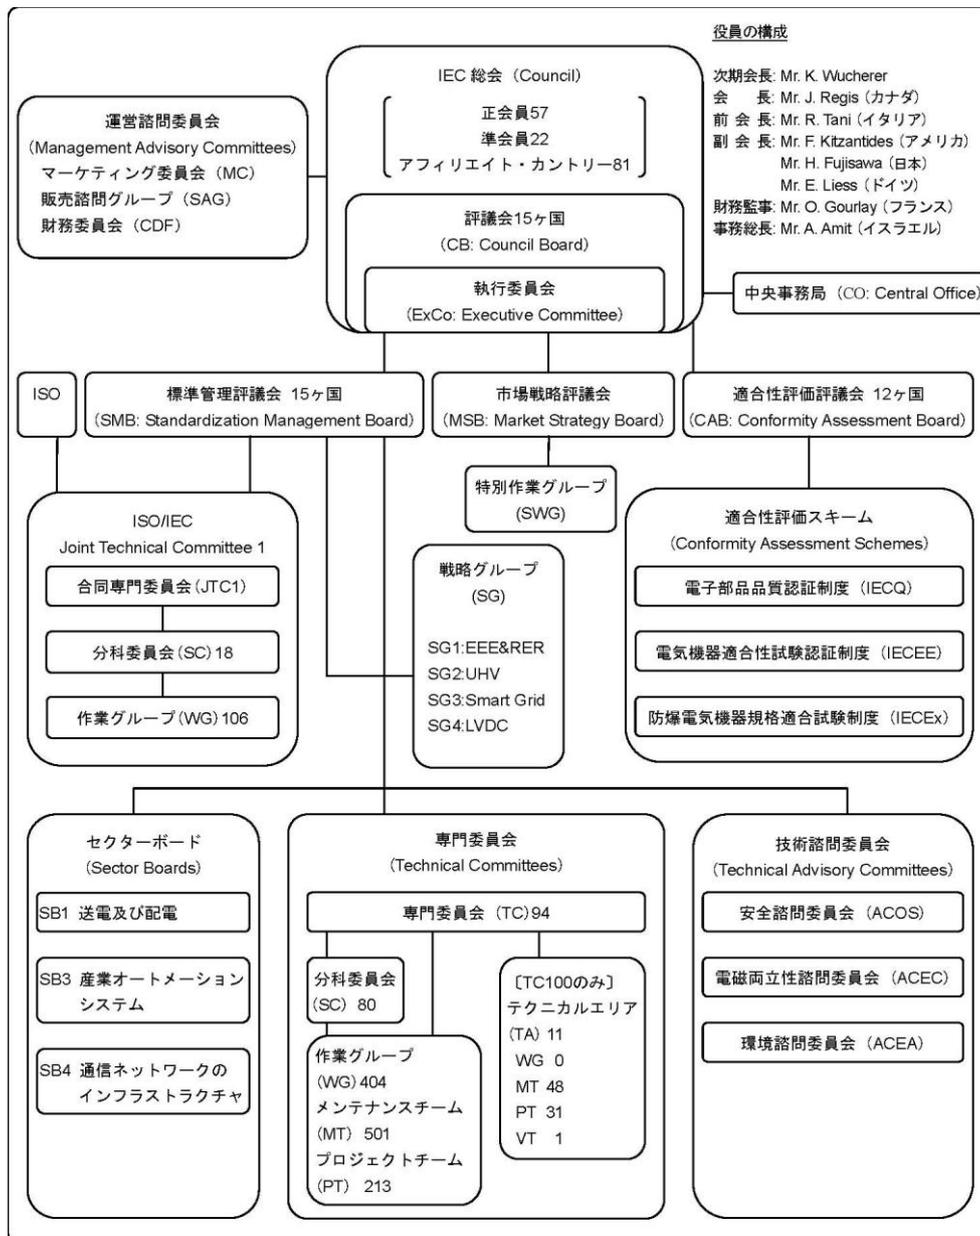 役員の構成
次期会長: Mr. K. Wucherer
会　　長: Mr. J. Regis (カナダ)
前 会 長: Mr. R. Tani (イタリア)
副 会 長: Mr. F. Kitzantides (アメリカ)
Mr. H. Fujisawa (日本)
Mr. E. Liess (ドイツ)
財務監事: Mr. O. Gourlay (フランス)
事務総長: Mr. A. Amit (イスラエル)
IEC 総会 (Council)
正会員57
準会員22
アフィリエイト・カントリー81
運営諮問委員会
(Management Advisory Committees)
マーケティング委員会 (MC)
販売諮問グループ (SAG)
財務委員会 (CDF)
評議会15ヶ国
(CB: Council Board)
執行委員会
(ExCo: Executive Committee)
中央事務局 (CO: Central Office)
ISO
標準管理評議会 15ヶ国
(SMB: Standardization Management Board)
市場戦略評議会
(MSB: Market Strategy Board)
適合性評価評議会 12ヶ国
(CAB: Conformity Assessment Board)
特別作業グループ
(SWG)
ISO/IEC
Joint Technical Committee 1
合同専門委員会(JTC1)
分科委員会(SC) 18
作業グループ(WG) 106
戦略グループ
(SG)
SG1:EEE&RER
SG2:UHV
SG3:Smart Grid
SG4:LVDC
適合性評価スキーム
(Conformity Assessment Schemes)
電子部品品質認証制度 (IECQ)
電気機器適合性試験認証制度 (IECEE)
防爆電気機器規格適合試験制度 (IECEx)
セクターボード
(Sector Boards)
SB1 送電及び配電
SB3 産業オートメーション
システム
SB4 通信ネットワークの
インフラストラクチャ
専門委員会
(Technical Committees)
専門委員会 (TC) 94
分科委員会
(SC) 80
作業グループ
(WG) 404
メンテナンスチーム
(MT) 501
プロジェクトチーム
(PT) 213
〔TC100のみ〕
テクニカルエリア
(TA) 11
WG 0
MT 48
PT 31
VT 1
技術諮問委員会
(Technical Advisory Committees)
安全諮問委員会 (ACOS)
電磁両立性諮問委員会 (ACEC)
環境諮問委員会 (ACEA)